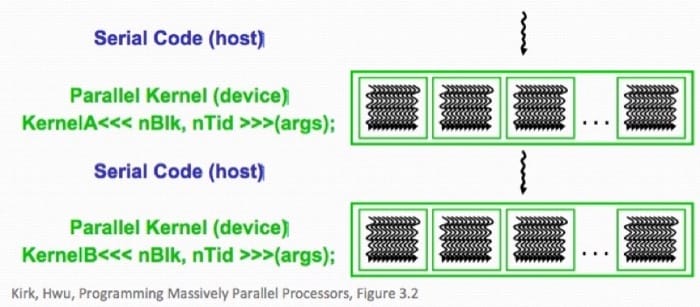 Serial Code (host)
Parallel Kernel (device)
KernelA<<< nBlk, nTid >>>(args);
...
Serial Code (host)
Parallel Kernel (device)
KernelB<<< nBlk, nTid >>>(args);
...
Kirk, Hwu, Programming Massively Parallel Processors, Figure 3.2